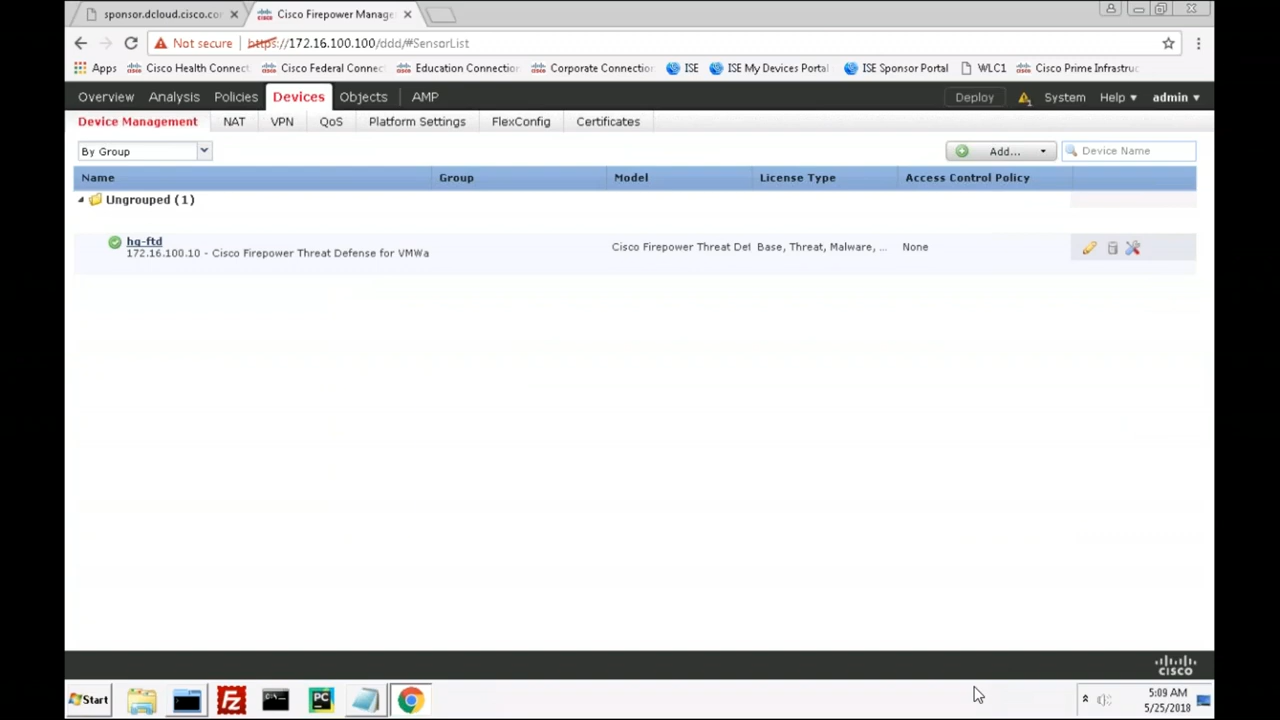 sponsor.dcloud.cisco.co
Cisco Firepower Manage
Not secure
https://172.16.100.100/ddd/#SensorList
Apps
Cisco Health Connect
Cisco Federal Connec
Education Connection
Corporate Connection
ISE
ISE My Devices Portal
ISE Sponsor Portal
WLC1
Cisco Prime Infrastruc
Overview
Analysis
Policies
Devices
Objects
AMP
Deploy
System
Help
admin
Device Management
NAT
VPN
QoS
Platform Settings
FlexConfig
Certificates
By Group
Add...
Device Name
Name
Group
Model
License Type
Access Control Policy
Ungrouped (1)
hq-ftd
172.16.100.10 - Cisco Firepower Threat Defense for VMWa
Cisco Firepower Threat Def
Base, Threat, Malware, ...
None
CISCO
Start
PC
5:09 AM
5/25/2018